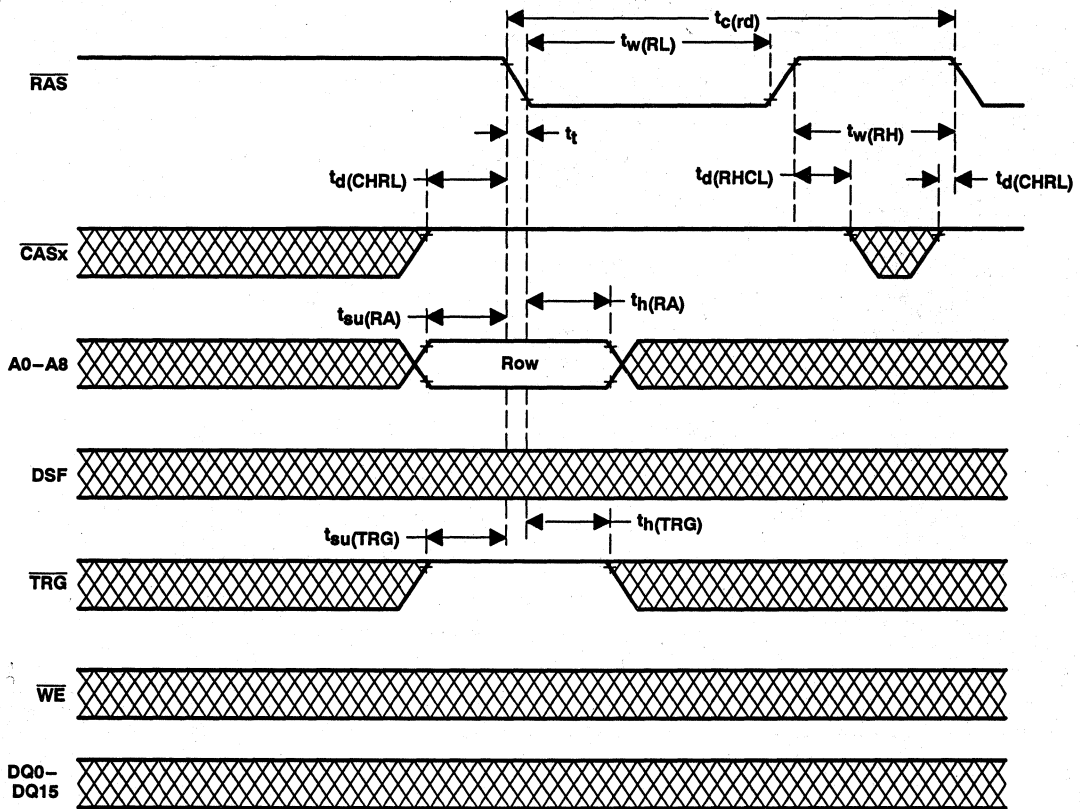 tc(rd)
tw(RL)
RAS
tt
tw(RH)
td(CHRL)
td(RHCL)
td(CHRL)
CASx
tsu(RA)
th(RA)
A0–A8
Row
DSF
tsu(TRG)
th(TRG)
TRG
WE
DQ0–
DQ15